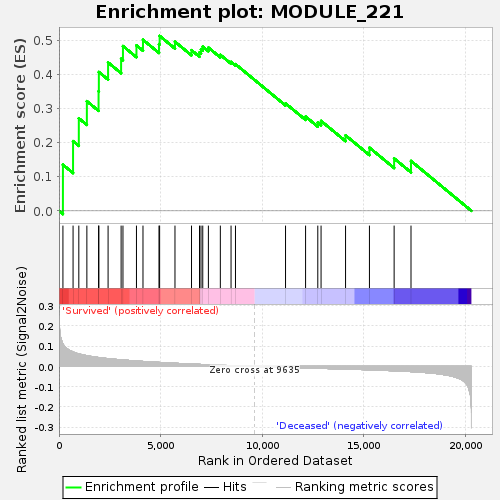 Enrichment plot: MODULE_221
Enrichment score (ES)
0.5
0.4
0.3
0.2
0.1
0.0
'Survived' (positively correlated)
Ranked list metric (Signal2Noise)
0.3
0.2
0.1
0.0
-0.1
-0.2
-0.3
Zero cross at 9635
'Deceased' (negatively correlated)
0
5,000
10,000
15,000
20,000
Rank in Ordered Dataset
Enrichment profile
Hits
Ranking metric scores